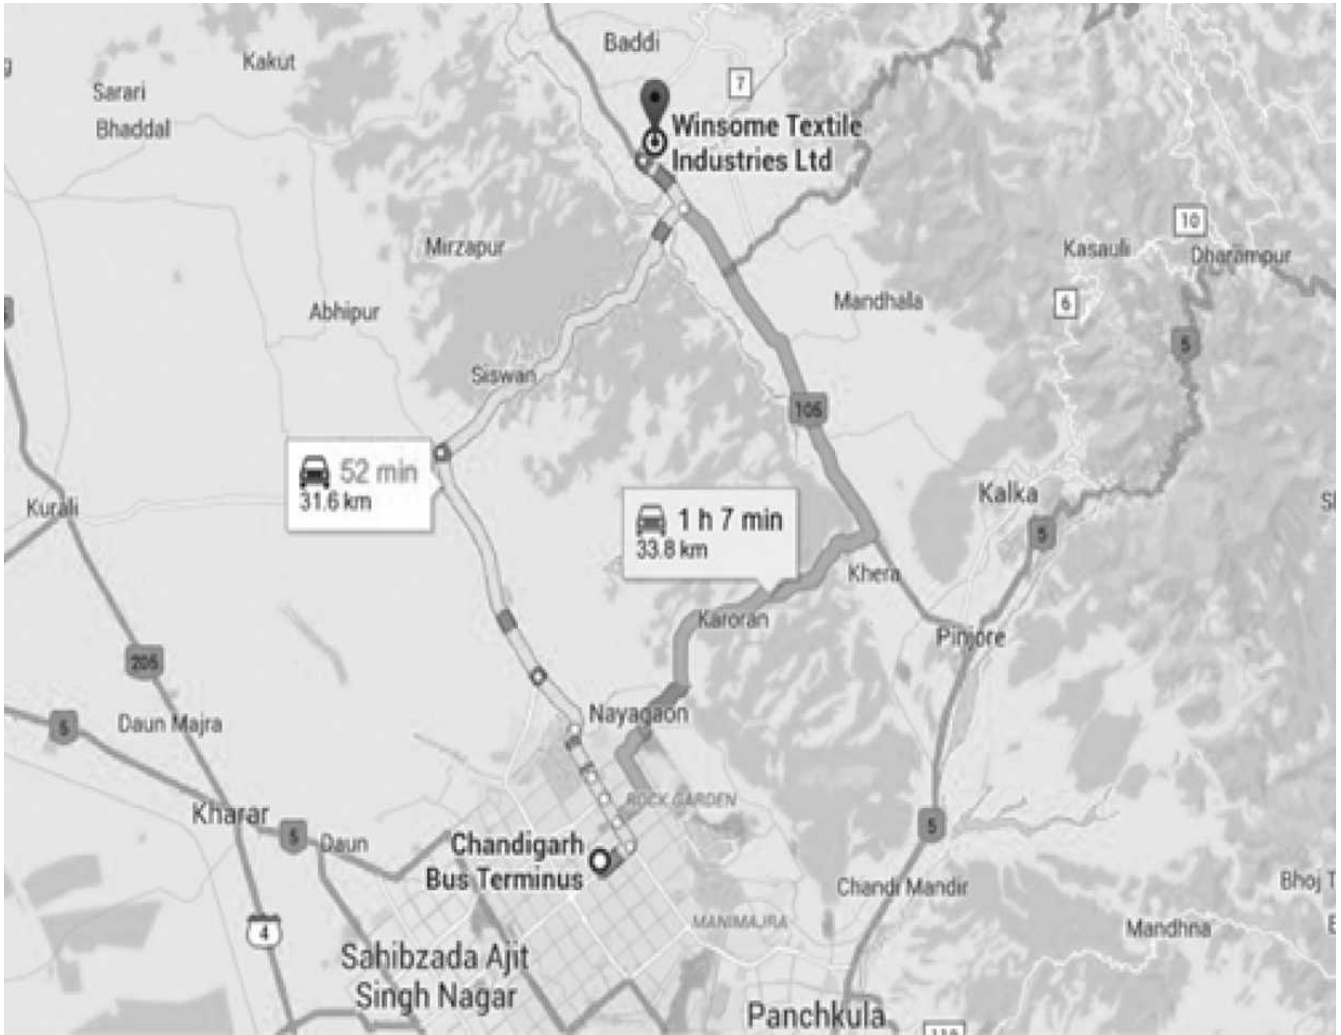 Baddi
Kakut
7
Sarari
Bhaddal
Winsome Textile
Industries Ltd
10
Mirzapur
Kasauli
Dharampur
6
Mandhala
Abhipur
5
Siswan
105
52 min
31.6 km
Kurali
Kalka
1 h 7 min
33.8 km
5
Khera
Karoran
Pinjore
205
Nayagaon
5
Daun Majra
ROCK GARDEN
Kharar
5
Daun
5
Chandigarh
Bus Terminus
Chandi Mandir
Bhoj
MANIMAJRA
Mandhna
4
Sahibzada Ajit
Singh Nagar
Panchkula